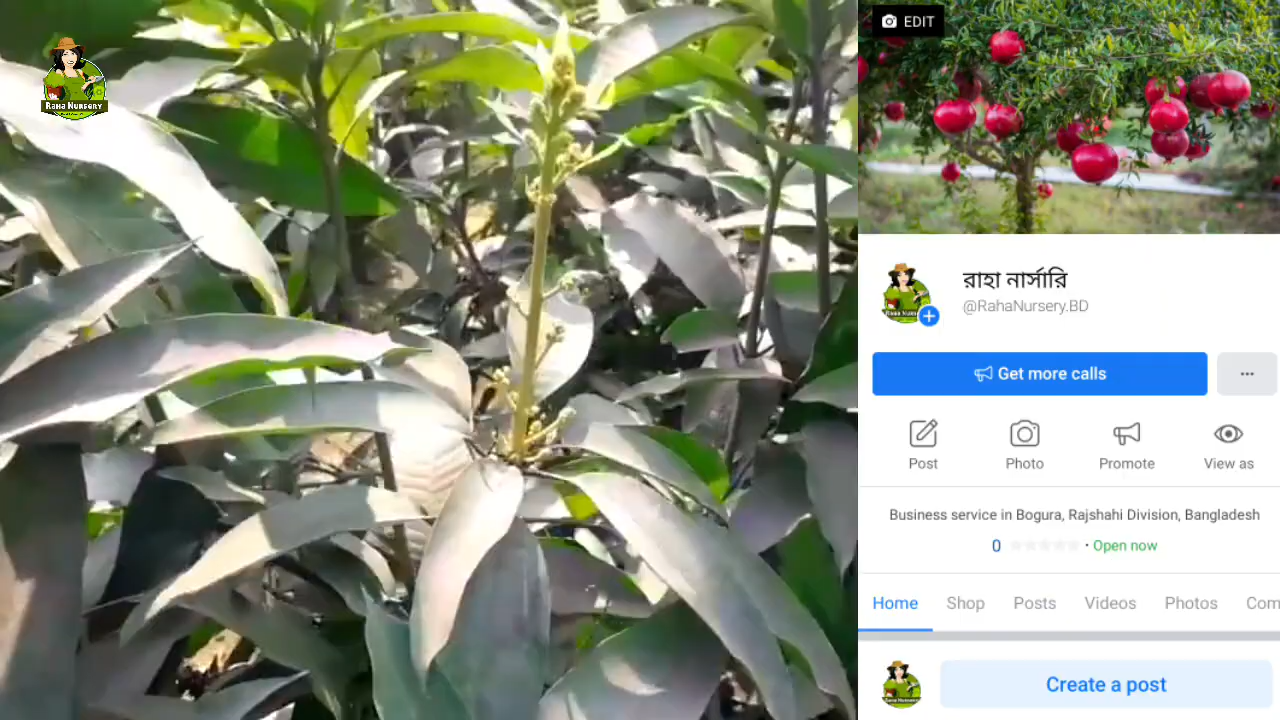 Raha Nursery
EDIT
রাহা নার্সারি
@RahaNursery.BD
Get more calls
Post
Photo
Promote
View as
Business service in Bogura, Rajshahi Division, Bangladesh
0 · Open now
Home
Shop
Posts
Videos
Photos
Com
Create a post